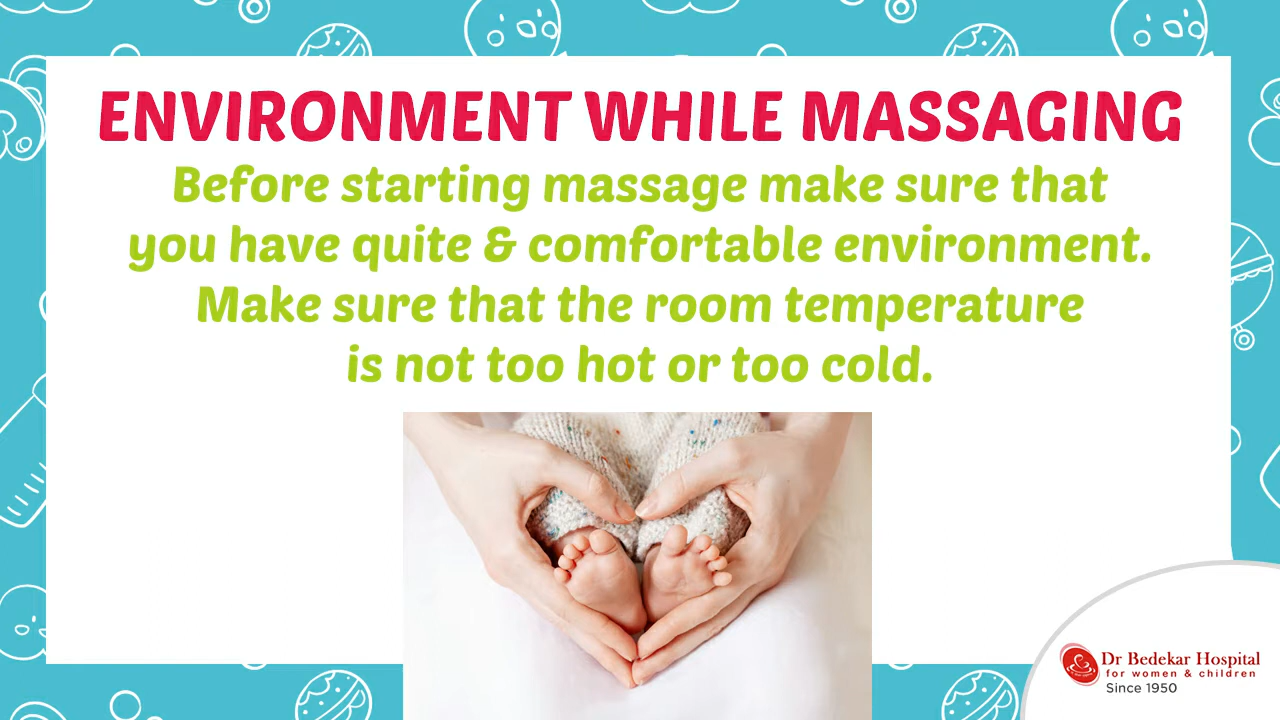 ENVIRONMENT WHILE MASSAGING
Before starting massage make sure that
you have quite & comfortable environment.
Make sure that the room temperature
is not too hot or too cold.
Dr Bedekar Hospital
for women & children
Since 1950